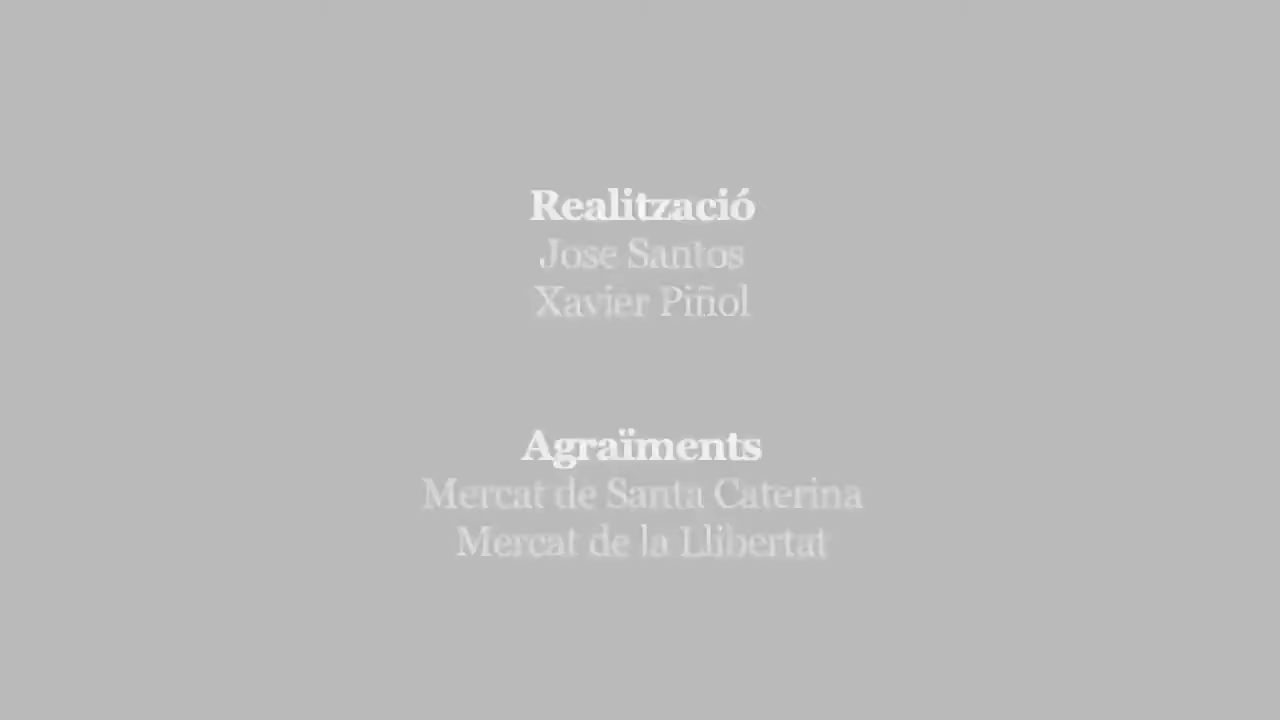 Realització
Jose Santos
Xavier Piñol
Agraïments
Mercat de Santa Caterina
Mercat de la Llibertat